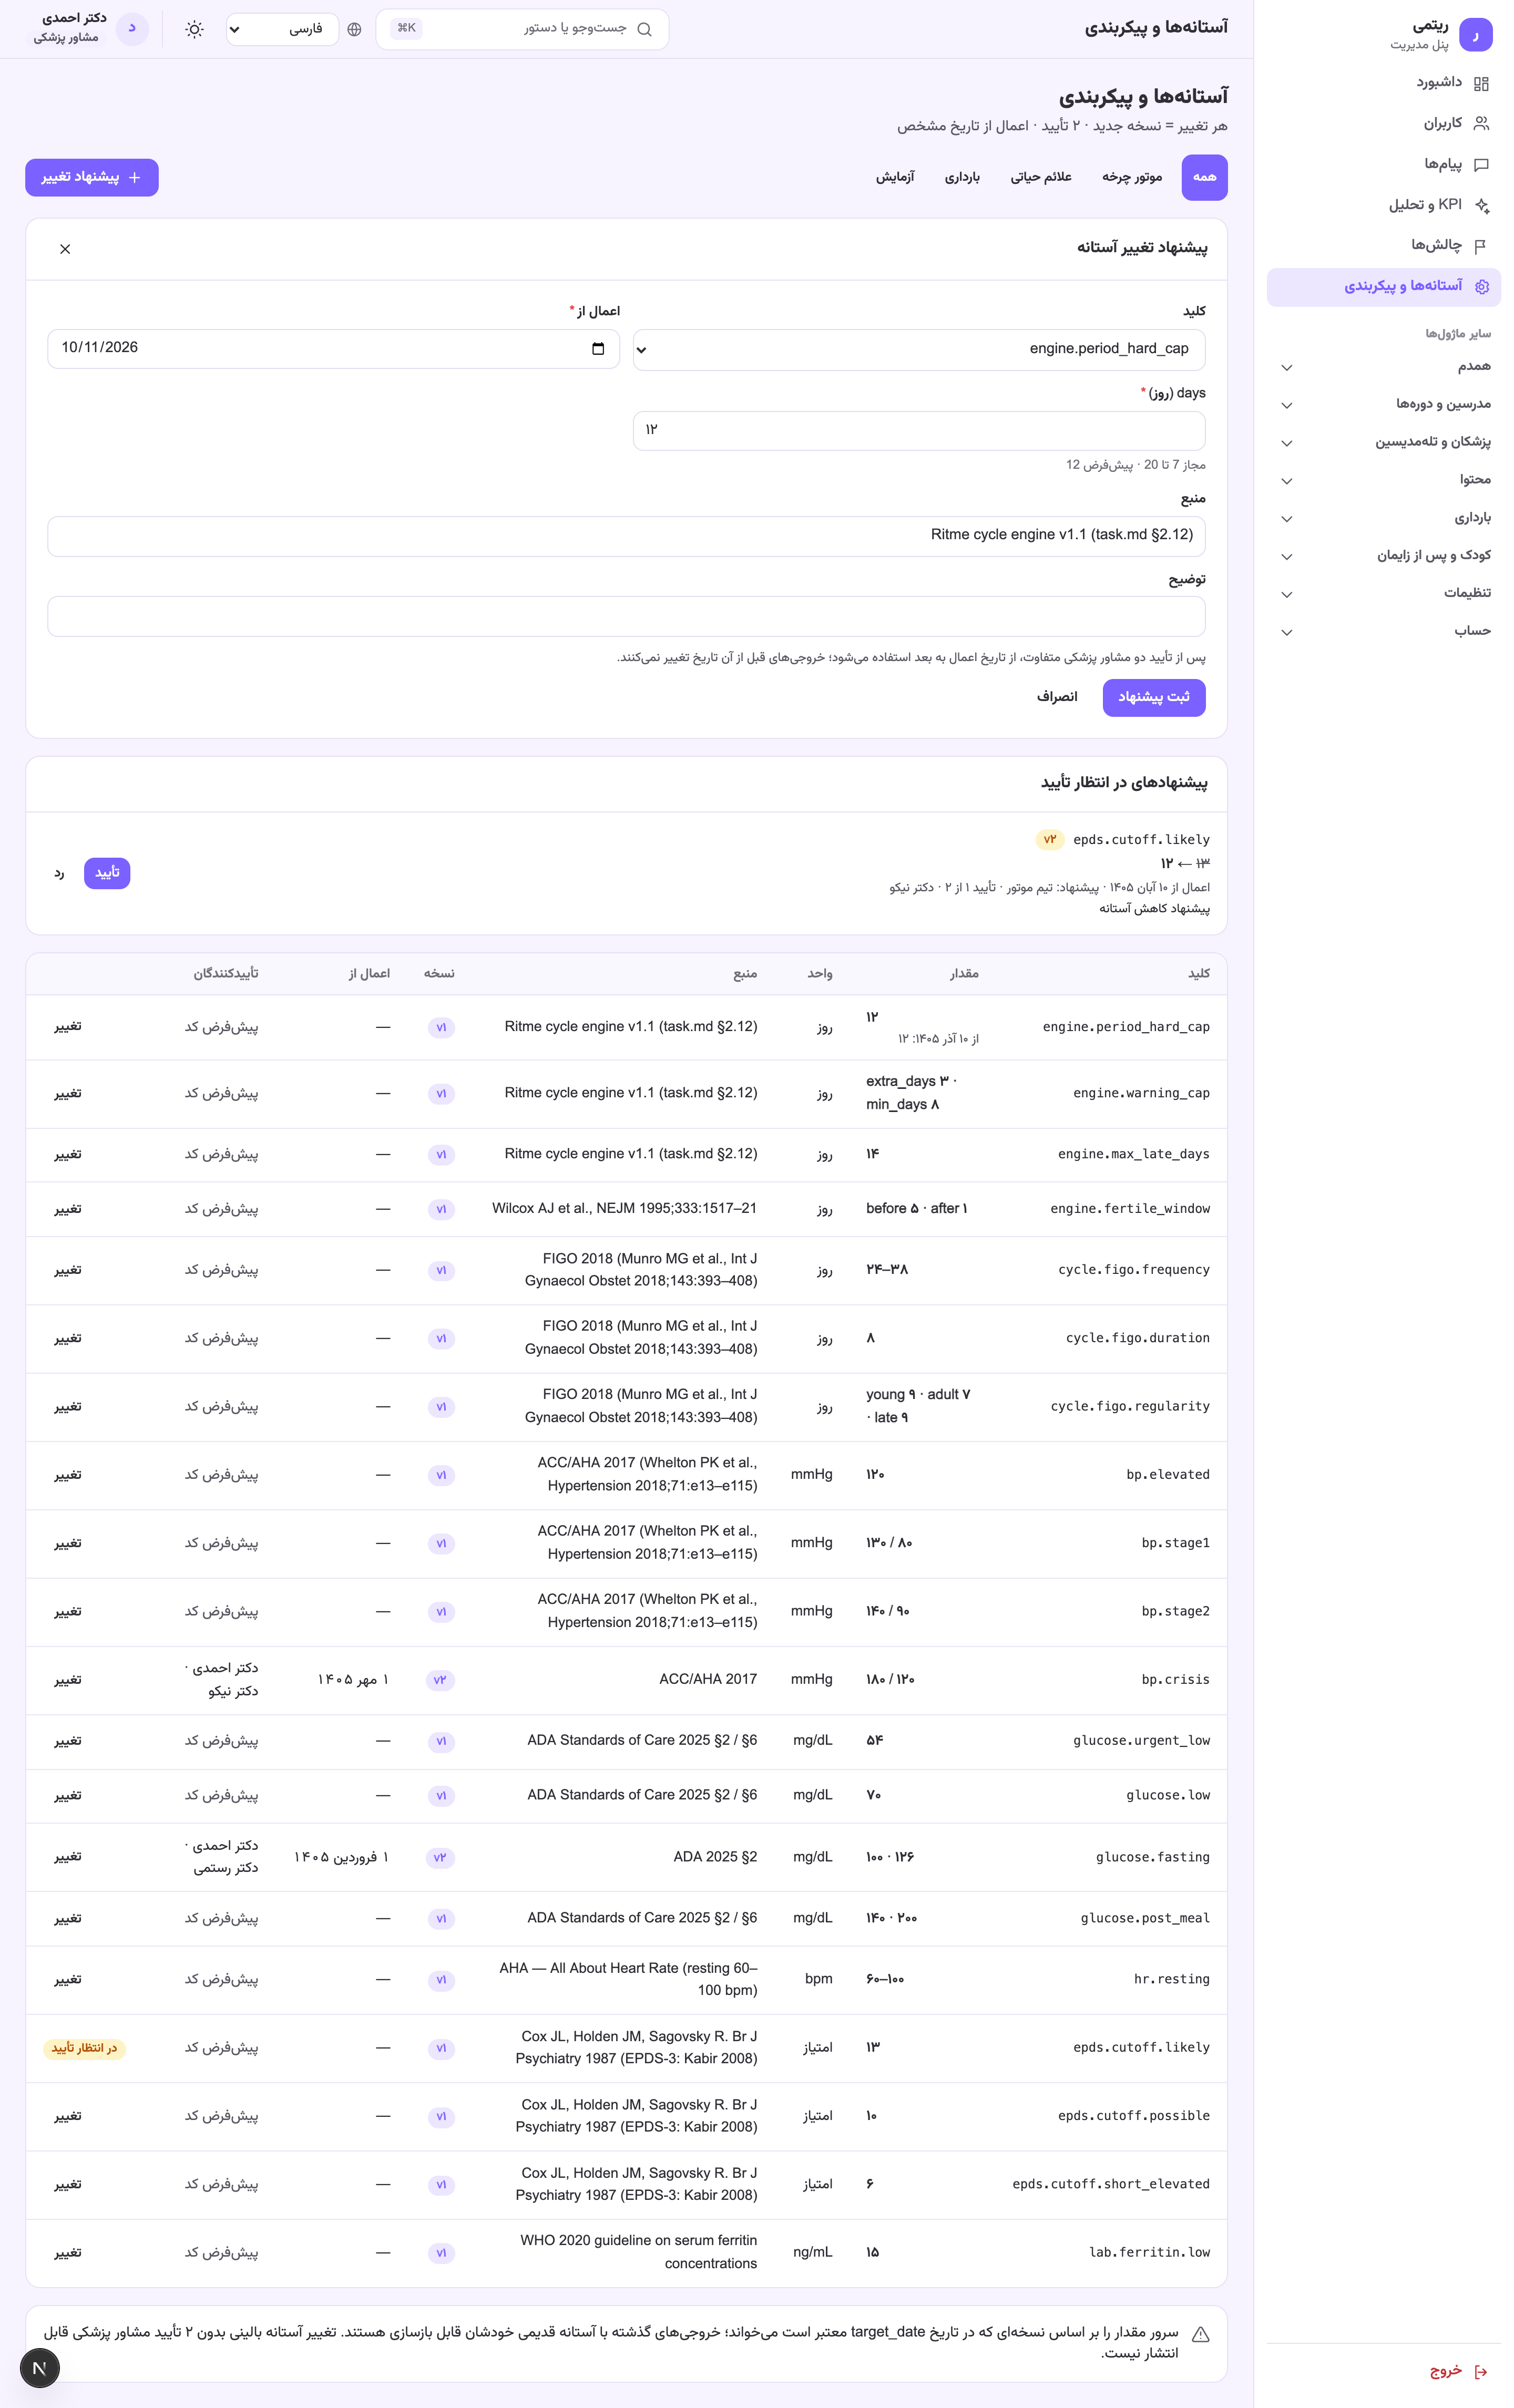 ریتمی
پنل مدیریت
داشبورد
کاربران
پیام‌ها
KPI و تحلیل
چالش‌ها
آستانه‌ها و پیکربندی
سایر ماژول‌ها
همدم
مدرسین و دوره‌ها
پزشکان و تله‌مدیسین
محتوا
بارداری
کودک و پس از زایمان
تنظیمات
حساب
خروج
آستانه‌ها و پیکربندی
جست‌وجو یا دستور
⌘K
فارسی
د
دکتر احمدی
مشاور پزشکی
آستانه‌ها و پیکربندی
هر تغییر = نسخه جدید · ۲ تأیید · اعمال از تاریخ مشخص
همه
موتور چرخه
علائم حیاتی
بارداری
آزمایش
پیشنهاد تغییر
پیشنهاد تغییر آستانه
کلید
engine.period_hard_cap
اعمال از *
10/11/2026
days (روز) *
۱۲
مجاز 7 تا 20 · پیش‌فرض 12
منبع
Ritme cycle engine v1.1 (task.md §2.12)
توضیح
پس از تأیید دو مشاور پزشکی متفاوت، از تاریخ اعمال به بعد استفاده می‌شود؛ خروجی‌های قبل از آن تاریخ تغییر نمی‌کنند.
ثبت پیشنهاد
انصراف
پیشنهادهای در انتظار تأیید
epds.cutoff.likely v۲
۱۳ ← ۱۲
اعمال از ۱۰ آبان ۱۴۰۵ · پیشنهاد: تیم موتور · تأیید ۱ از ۲ · دکتر نیکو
پیشنهاد کاهش آستانه
تأیید
رد
کلید مقدار واحد منبع نسخه اعمال از تأییدکنندگان
engine.period_hard_cap ۱۲ روز Ritme cycle engine v1.1 (task.md §2.12) v۱ — پیش‌فرض کد تغییر
از ۱۰ آذر ۱۴۰۵: ۱۲
engine.warning_cap extra_days ۳ · روز Ritme cycle engine v1.1 (task.md §2.12) v۱ — پیش‌فرض کد تغییر
min_days ۸
engine.max_late_days ۱۴ روز Ritme cycle engine v1.1 (task.md §2.12) v۱ — پیش‌فرض کد تغییر
engine.fertile_window before ۵ · after ۱ روز Wilcox AJ et al., NEJM 1995;333:1517–21 v۱ — پیش‌فرض کد تغییر
cycle.figo.frequency ۲۴–۳۸ روز FIGO 2018 (Munro MG et al., Int J v۱ — پیش‌فرض کد تغییر
Gynaecol Obstet 2018;143:393–408)
cycle.figo.duration ۸ روز FIGO 2018 (Munro MG et al., Int J v۱ — پیش‌فرض کد تغییر
Gynaecol Obstet 2018;143:393–408)
cycle.figo.regularity young ۹ · adult ۷ روز FIGO 2018 (Munro MG et al., Int J v۱ — پیش‌فرض کد تغییر
· late ۹ Gynaecol Obstet 2018;143:393–408)
bp.elevated ۱۲۰ mmHg ACC/AHA 2017 (Whelton PK et al., v۱ — پیش‌فرض کد تغییر
Hypertension 2018;71:e13–e115)
bp.stage1 ۱۳۰ / ۸۰ mmHg ACC/AHA 2017 (Whelton PK et al., v۱ — پیش‌فرض کد تغییر
Hypertension 2018;71:e13–e115)
bp.stage2 ۱۴۰ / ۹۰ mmHg ACC/AHA 2017 (Whelton PK et al., v۱ — پیش‌فرض کد تغییر
Hypertension 2018;71:e13–e115)
bp.crisis ۱۸۰ / ۱۲۰ mmHg ACC/AHA 2017 v۲ ۱ مهر ۱۴۰۵ دکتر احمدی · تغییر
دکتر نیکو
glucose.urgent_low ۵۴ mg/dL ADA Standards of Care 2025 §2 / §6 v۱ — پیش‌فرض کد تغییر
glucose.low ۷۰ mg/dL ADA Standards of Care 2025 §2 / §6 v۱ — پیش‌فرض کد تغییر
glucose.fasting ۱۰۰ · ۱۲۶ mg/dL ADA 2025 §2 v۲ ۱ فروردین ۱۴۰۵ دکتر احمدی · تغییر
دکتر رستمی
glucose.post_meal ۱۴۰ · ۲۰۰ mg/dL ADA Standards of Care 2025 §2 / §6 v۱ — پیش‌فرض کد تغییر
hr.resting ۶۰–۱۰۰ bpm AHA — All About Heart Rate (resting 60– v۱ — پیش‌فرض کد تغییر
100 bpm)
epds.cutoff.likely ۱۳ امتیاز Cox JL, Holden JM, Sagovsky R. Br J v۱ — پیش‌فرض کد در انتظار تأیید
Psychiatry 1987 (EPDS-3: Kabir 2008)
epds.cutoff.possible ۱۰ امتیاز Cox JL, Holden JM, Sagovsky R. Br J v۱ — پیش‌فرض کد تغییر
Psychiatry 1987 (EPDS-3: Kabir 2008)
epds.cutoff.short_elevated ۶ امتیاز Cox JL, Holden JM, Sagovsky R. Br J v۱ — پیش‌فرض کد تغییر
Psychiatry 1987 (EPDS-3: Kabir 2008)
lab.ferritin.low ۱۵ ng/mL WHO 2020 guideline on serum ferritin v۱ — پیش‌فرض کد تغییر
concentrations
سرور مقدار را بر اساس نسخه‌ای که در تاریخ target_date معتبر است می‌خواند؛ خروجی‌های گذشته با آستانه قدیمی خودشان قابل بازسازی هستند. تغییر آستانه بالینی بدون ۲ تأیید مشاور پزشکی قابل
انتشار نیست.
N